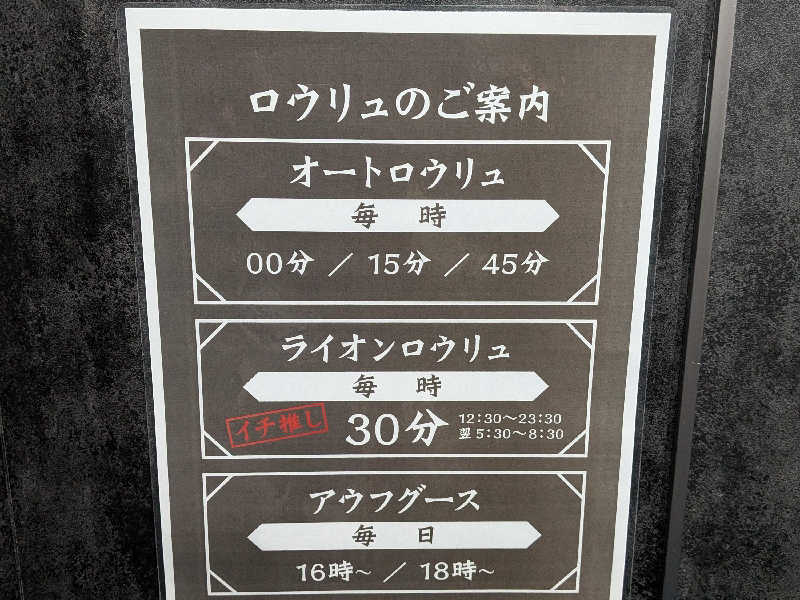 ロウリュのご案内
オートロウリュ
毎 時
00分 / 15分 / 45分
ライオンロウリュ
毎 時
イチ推し
30分
12:30～23:30
翌5:30～8:30
アウフグース
毎 日
16時～ / 18時～